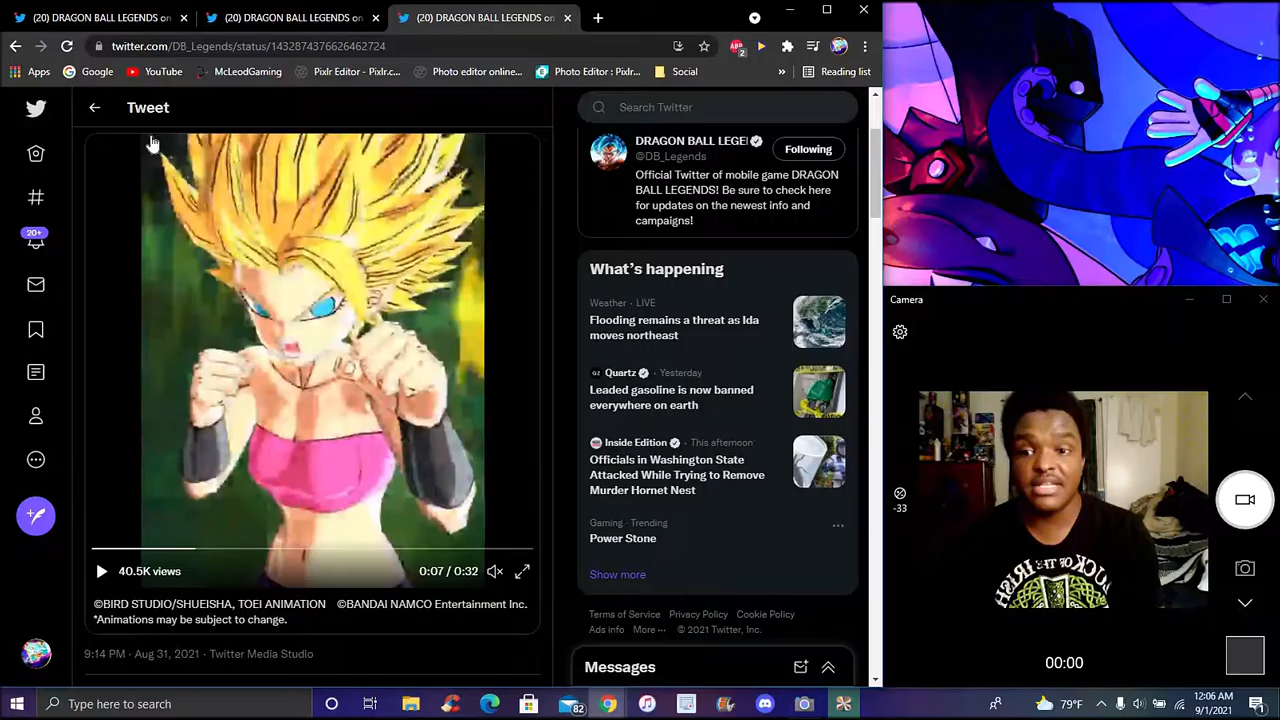 (20) DRAGON BALL LEGENDS on
(20) DRAGON BALL LEGENDS on
(20) DRAGON BALL LEGENDS on
twitter.com/DB_Legends/status/1432874376626462724
ABP
2
Apps
Google
YouTube
McLeodGaming
Pixlr Editor - Pixlr.c...
Photo editor online...
Photo Editor : Pixlr...
Social
»
Reading list
Tweet
Search Twitter
DRAGON BALL LEGE
Following
@DB_Legends
Official Twitter of mobile game DRAGON
BALL LEGENDS! Be sure to check here
for updates on the newest info and
campaigns!
20+
What's happening
Weather · LIVE
Flooding remains a threat as Ida
moves northeast
Quartz · Yesterday
Leaded gasoline is now banned
everywhere on earth
Inside Edition · This afternoon
Officials in Washington State
Attacked While Trying to Remove
Murder Hornet Nest
Gaming · Trending
Power Stone
Show more
40.5K views
0:07 / 0:32
©BIRD STUDIO/SHUEISHA, TOEI ANIMATION ©BANDAI NAMCO Entertainment Inc.
*Animations may be subject to change.
9:14 PM · Aug 31, 2021 · Twitter Media Studio
Terms of Service Privacy Policy Cookie Policy
Ads info More ··· © 2021 Twitter, Inc.
Messages
Camera
-33
00:00
Type here to search
82
79°F
12:06 AM
9/1/2021